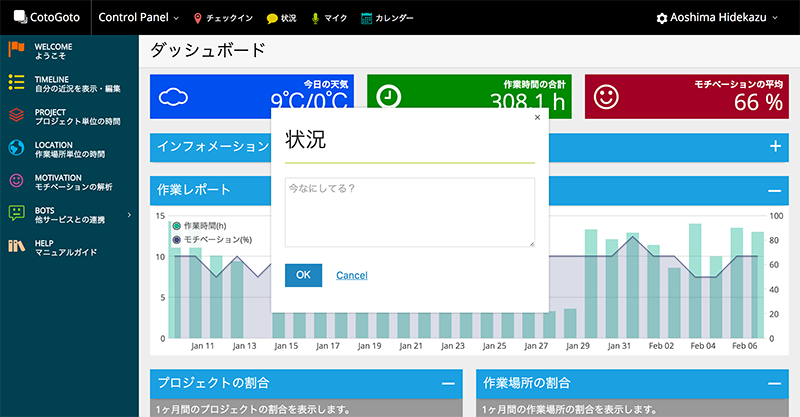 CotoGoto
Control Panel
チェックイン
状況
マイク
カレンダー
Aoshima Hidekazu
WELCOME
ようこそ
TIMELINE
自分の近況を表示・編集
PROJECT
プロジェクト単位の時間
LOCATION
作業場所単位の時間
MOTIVATION
モチベーションの解析
BOTS
他サービスとの連携
HELP
マニュアルガイド
ダッシュボード
今日の天気
9℃/0℃
作業時間の合計
308.1 h
モチベーションの平均
66 %
インフォメーション
×
状況
今なにしてる?
OK
Cancel
作業レポート
作業時間(h)
モチベーション(%)
15
10
5
0
100
80
60
40
20
0
Jan 11
Jan 13
Jan 15
Jan 17
Jan 19
Jan 21
Jan 23
Jan 25
Jan 27
Jan 29
Jan 31
Feb 02
Feb 04
Feb 06
プロジェクトの割合
1ヶ月間のプロジェクトの割合を表示します。
作業場所の割合
1ヶ月間の作業場所の割合を表示します。